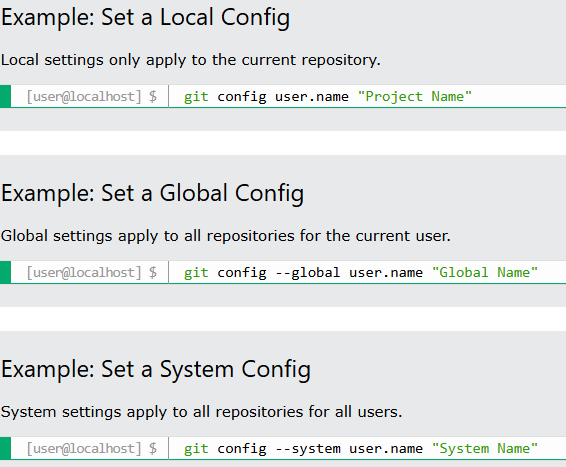 Example: Set a Local Config
Local settings only apply to the current repository.
[user@localhost] $ git config user.name "Project Name"
Example: Set a Global Config
Global settings apply to all repositories for the current user.
[user@localhost] $ git config --global user.name "Global Name"
Example: Set a System Config
System settings apply to all repositories for all users.
[user@localhost] $ git config --system user.name "System Name"